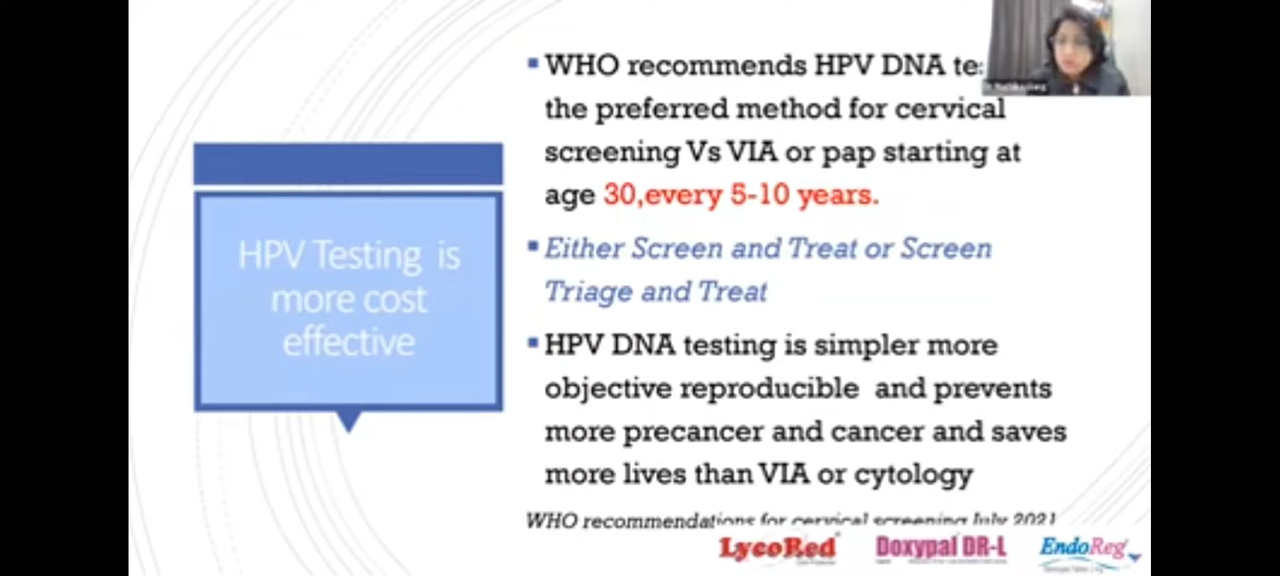 HPV Testing is
more cost
effective
WHO recommends HPV DNA
the preferred method for cervical
screening Vs VIA or pap starting at
age 30,every 5-10 years.
Either Screen and Treat or Screen
Triage and Treat
HPV DNA testing is simpler more
objective reproducible and prevents
more precancer and cancer and saves
more lives than VIA or cytology
WHO recommendations for cervical screening July 2021
LycoRed
Doxypal DR-L
EndoReg